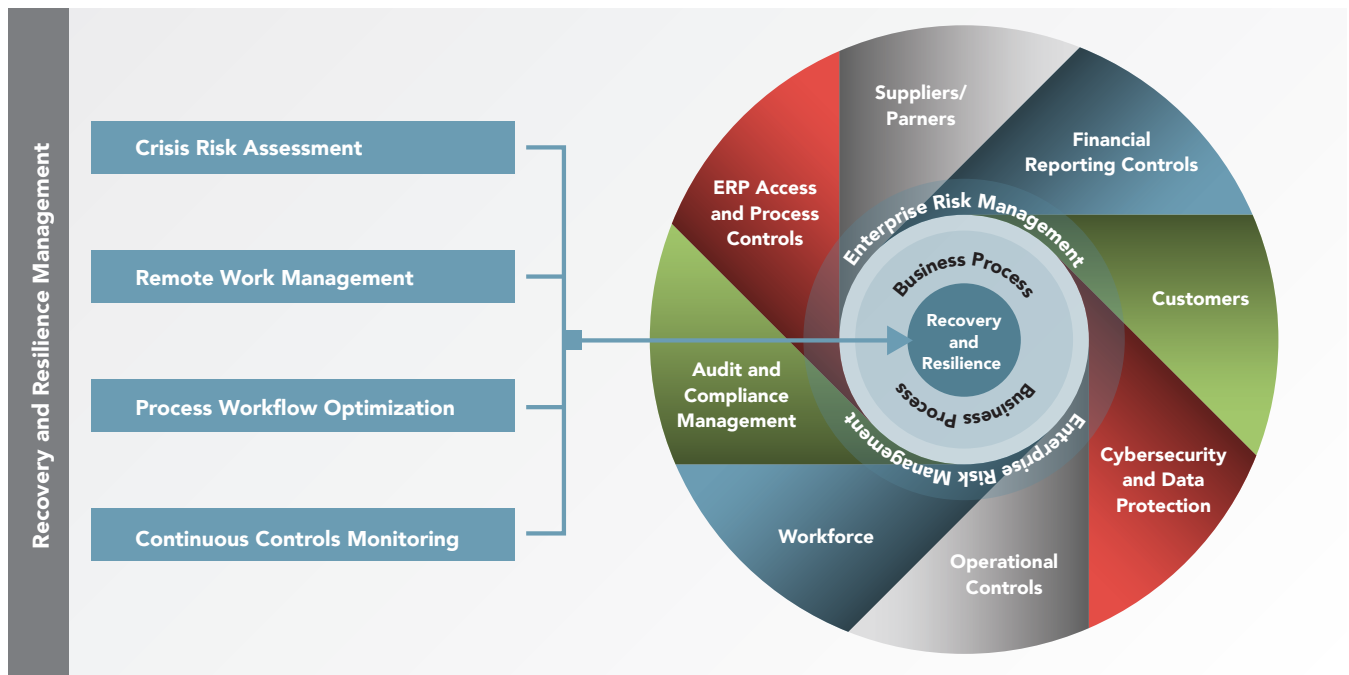 Recovery and Resilience Management
Crisis Risk Assessment
Remote Work Management
Process Workflow Optimization
Continuous Controls Monitoring
Suppliers/
Parners
Financial
Reporting Controls
ERP Access
and Process
Controls
Customers
Audit and
Compliance
Management
Cybersecurity
and Data
Protection
Workforce
Operational
Controls
Enterprise Risk Management
Business Process
Recovery
and
Resilience
Business Process
Enterprise Risk Management